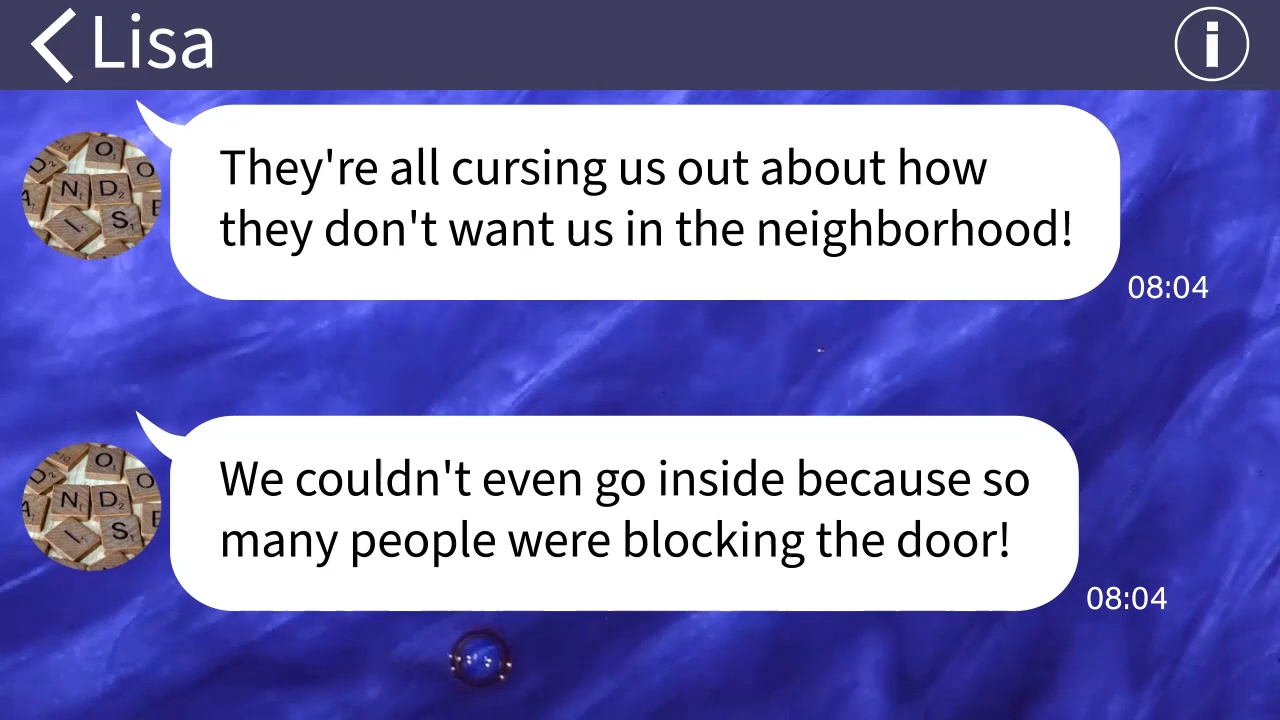 Lisa
They're all cursing us out about how
they don't want us in the neighborhood!
08:04
We couldn't even go inside because so
many people were blocking the door!
08:04